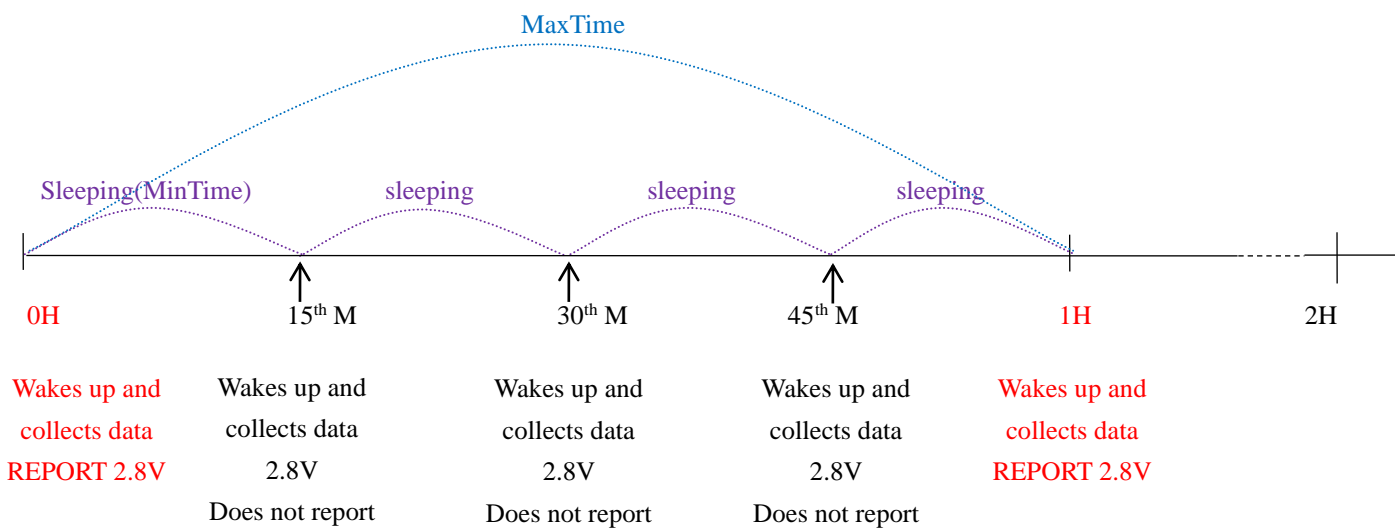 MaxTime
Sleeping(MinTime)
sleeping
sleeping
sleeping
0H
15th M
30th M
45th M
1H
2H
Wakes up and
collects data
REPORT 2.8V
Wakes up and
collects data
2.8V
Does not report
Wakes up and
collects data
2.8V
Does not report
Wakes up and
collects data
2.8V
Does not report
Wakes up and
collects data
REPORT 2.8V